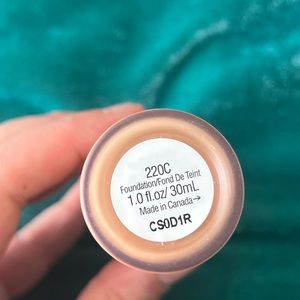 220C
Foundation/Fond De Teint
1.0 fl.oz/ 30mL
Made in Canada→
CS0D1R